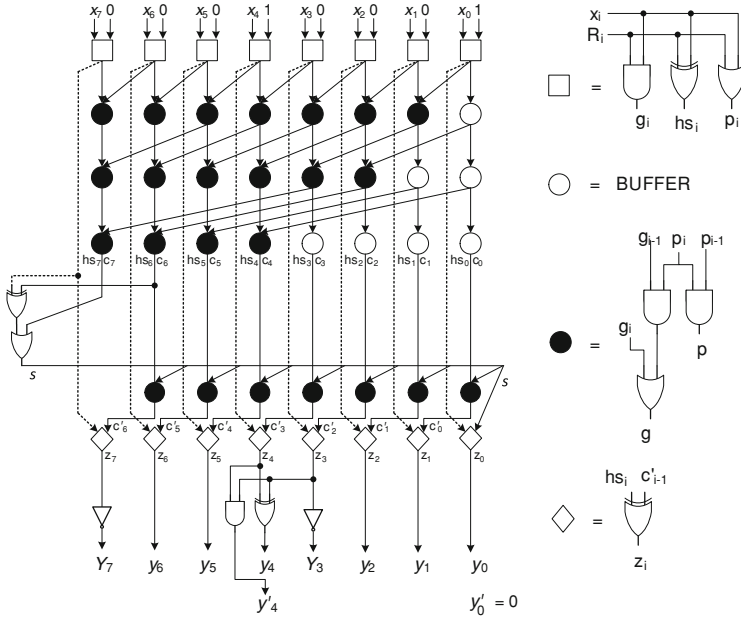 x7 0 x6 0 x5 0 x4 1 x3 0 x2 0 x1 0 x0 1
hs7 c7 hs6 c6 hs5 c5 hs4 c4 hs3 c3 hs2 c2 hs1 c1 hs0 c0
s s
c'6 c'5 c'4 c'3 c'2 c'1 c'0
z7 z6 z5 z4 z3 z2 z1 z0
Y7 y6 y5 y4 Y3 y2 y1 y0
y'4 y'0 = 0
xi
Ri
=
gi hsi pi
= BUFFER
gi-1 pi pi-1
gi p
=
g
hsi c'i-1
=
zi